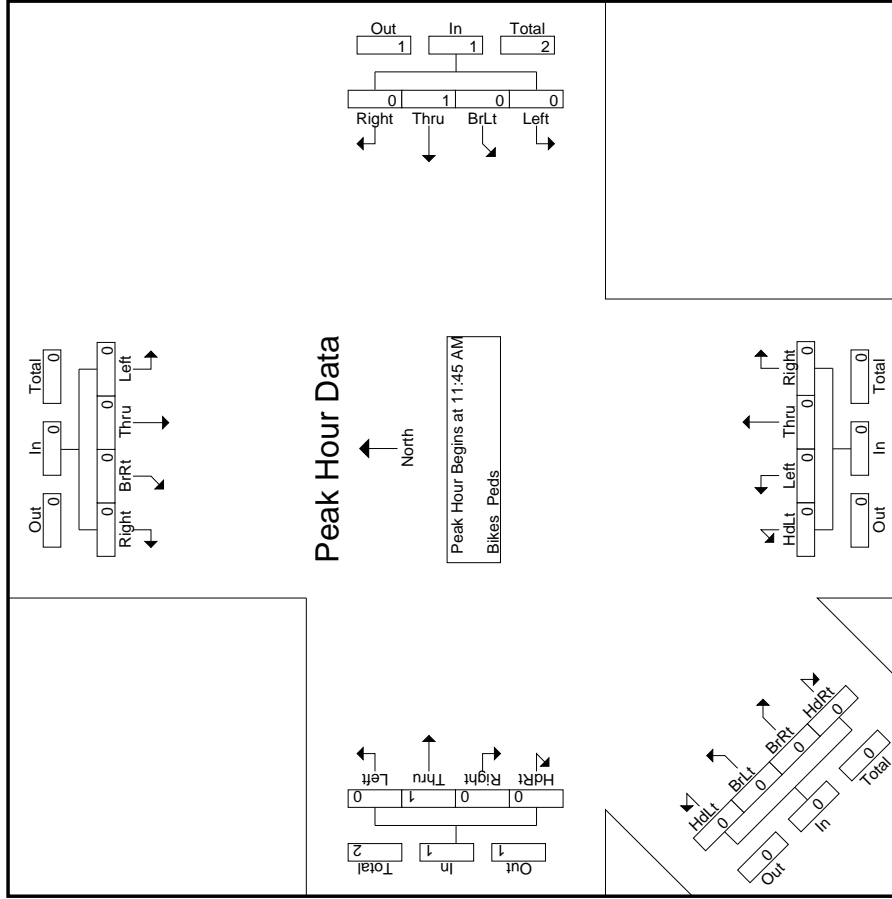 Out In Total
1 1 2
0 1 0 0
Right Thru BrLt Left
Total 0
In 0
Out 0
0 Left
0 Thru
0 BrRt
0 Right
Peak Hour Data
North
Peak Hour Begins at 11:45 AM
Bikes Peds
Right 0
Thru 0
Left 0
HdLt 0
0 Total
0 In
0 Out
Left Thru Right HdRt
0 1 0 0
2 1 1
Total In Out
HdLt BrLt BrRt HdRt
0 0 0 0
0 0 0
Out In Total